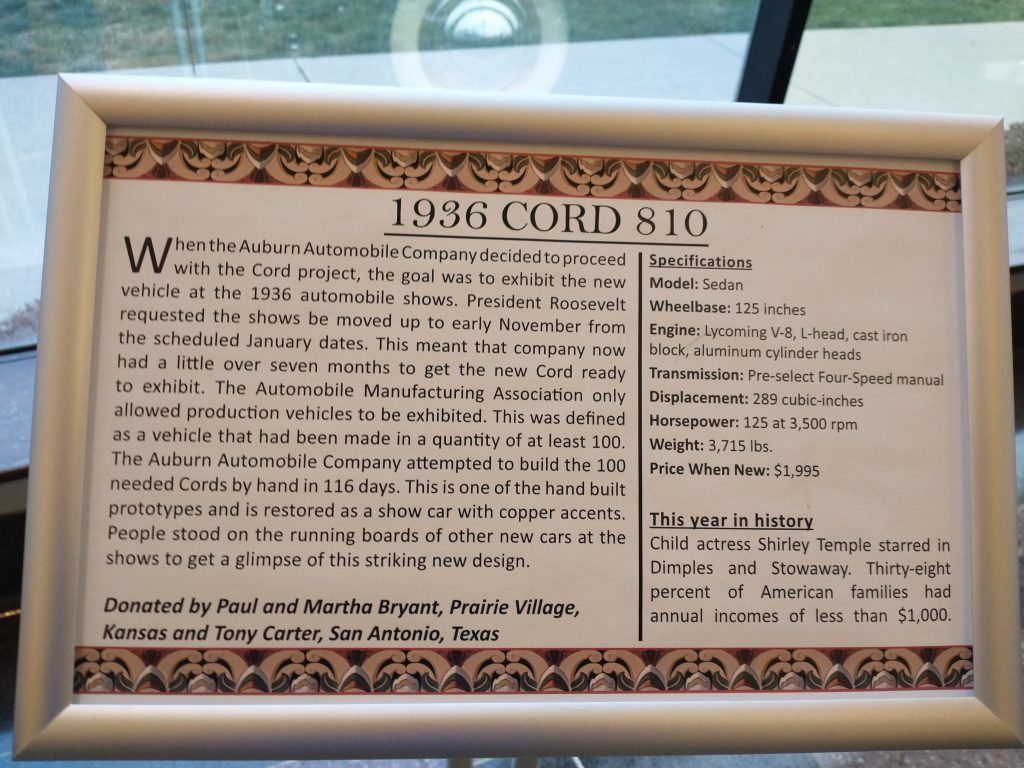 1936 CORD 810
When the Auburn Automobile Company decided to proceed
with the Cord project, the goal was to exhibit the new
vehicle at the 1936 automobile shows. President Roosevelt
requested the shows be moved up to early November from
the scheduled January dates. This meant that company now
had a little over seven months to get the new Cord ready
to exhibit. The Automobile Manufacturing Association only
allowed production vehicles to be exhibited. This was defined
as a vehicle that had been made in a quantity of at least 100.
The Auburn Automobile Company attempted to build the 100
needed Cords by hand in 116 days. This is one of the hand built
prototypes and is restored as a show car with copper accents.
People stood on the running boards of other new cars at the
shows to get a glimpse of this striking new design.
Donated by Paul and Martha Bryant, Prairie Village,
Kansas and Tony Carter, San Antonio, Texas
Specifications
Model: Sedan
Wheelbase: 125 inches
Engine: Lycoming V-8, L-head, cast iron
block, aluminum cylinder heads
Transmission: Pre-select Four-Speed manual
Displacement: 289 cubic-inches
Horsepower: 125 at 3,500 rpm
Weight: 3,715 lbs.
Price When New: $1,995
This year in history
Child actress Shirley Temple starred in
Dimples and Stowaway. Thirty-eight
percent of American families had
annual incomes of less than $1,000.